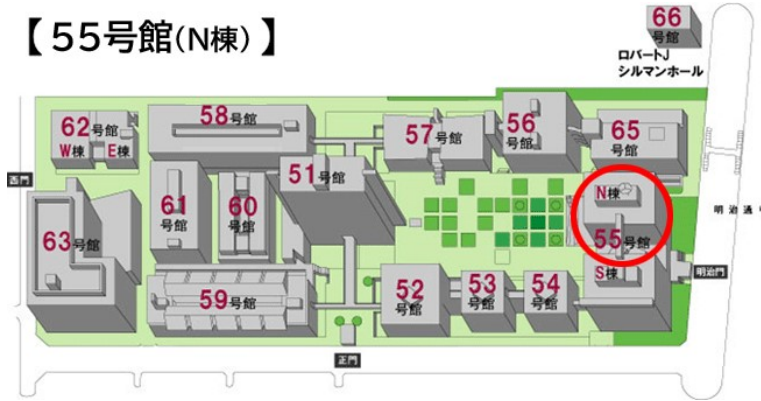 【55号館(N棟)】
66
号館
ロバートJ
シルマンホール
62号館
W棟 E棟
58号館
57号館
56
号館
65
号館
51号館
西門
61
号館
60
号館
63号館
N棟
55号館
S棟
明治通り
明治門
59
号館
52
号館
53
号館
54
号館
正門